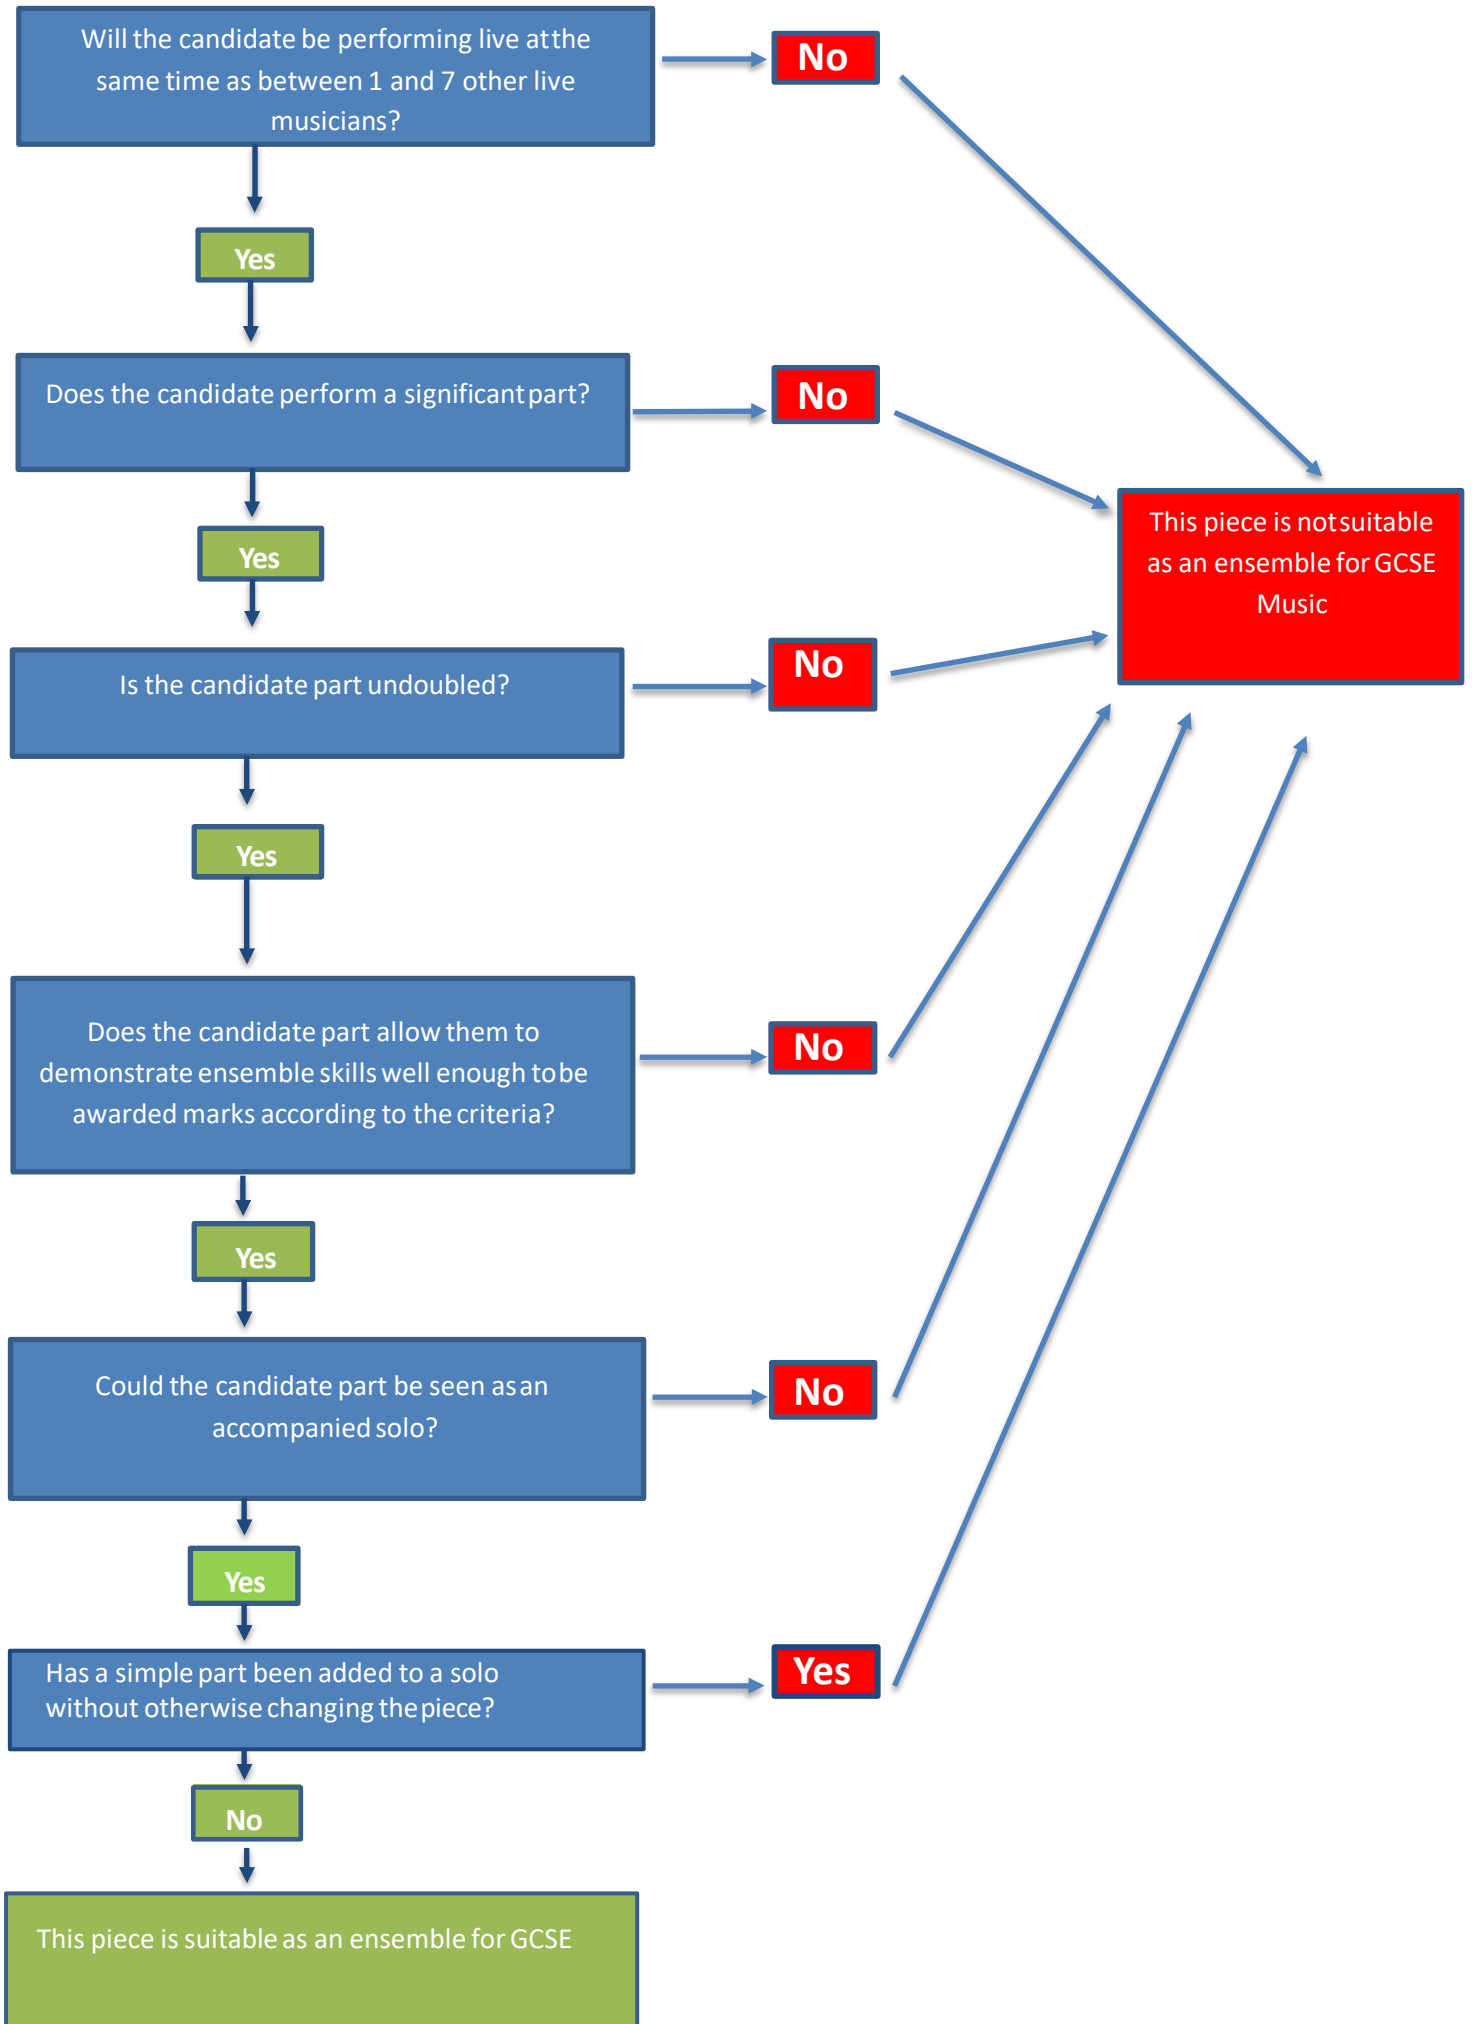 Will the candidate be performing live at the
same time as between 1 and 7 other live
musicians?
No
Yes
Does the candidate perform a significant part?
No
Yes
This piece is not suitable
as an ensemble for GCSE
Music
Is the candidate part undoubled?
No
Yes
Does the candidate part allow them to
demonstrate ensemble skills well enough to be
awarded marks according to the criteria?
No
Yes
Could the candidate part be seen as an
accompanied solo?
No
Yes
Has a simple part been added to a solo
without otherwise changing the piece?
Yes
No
This piece is suitable as an ensemble for GCSE